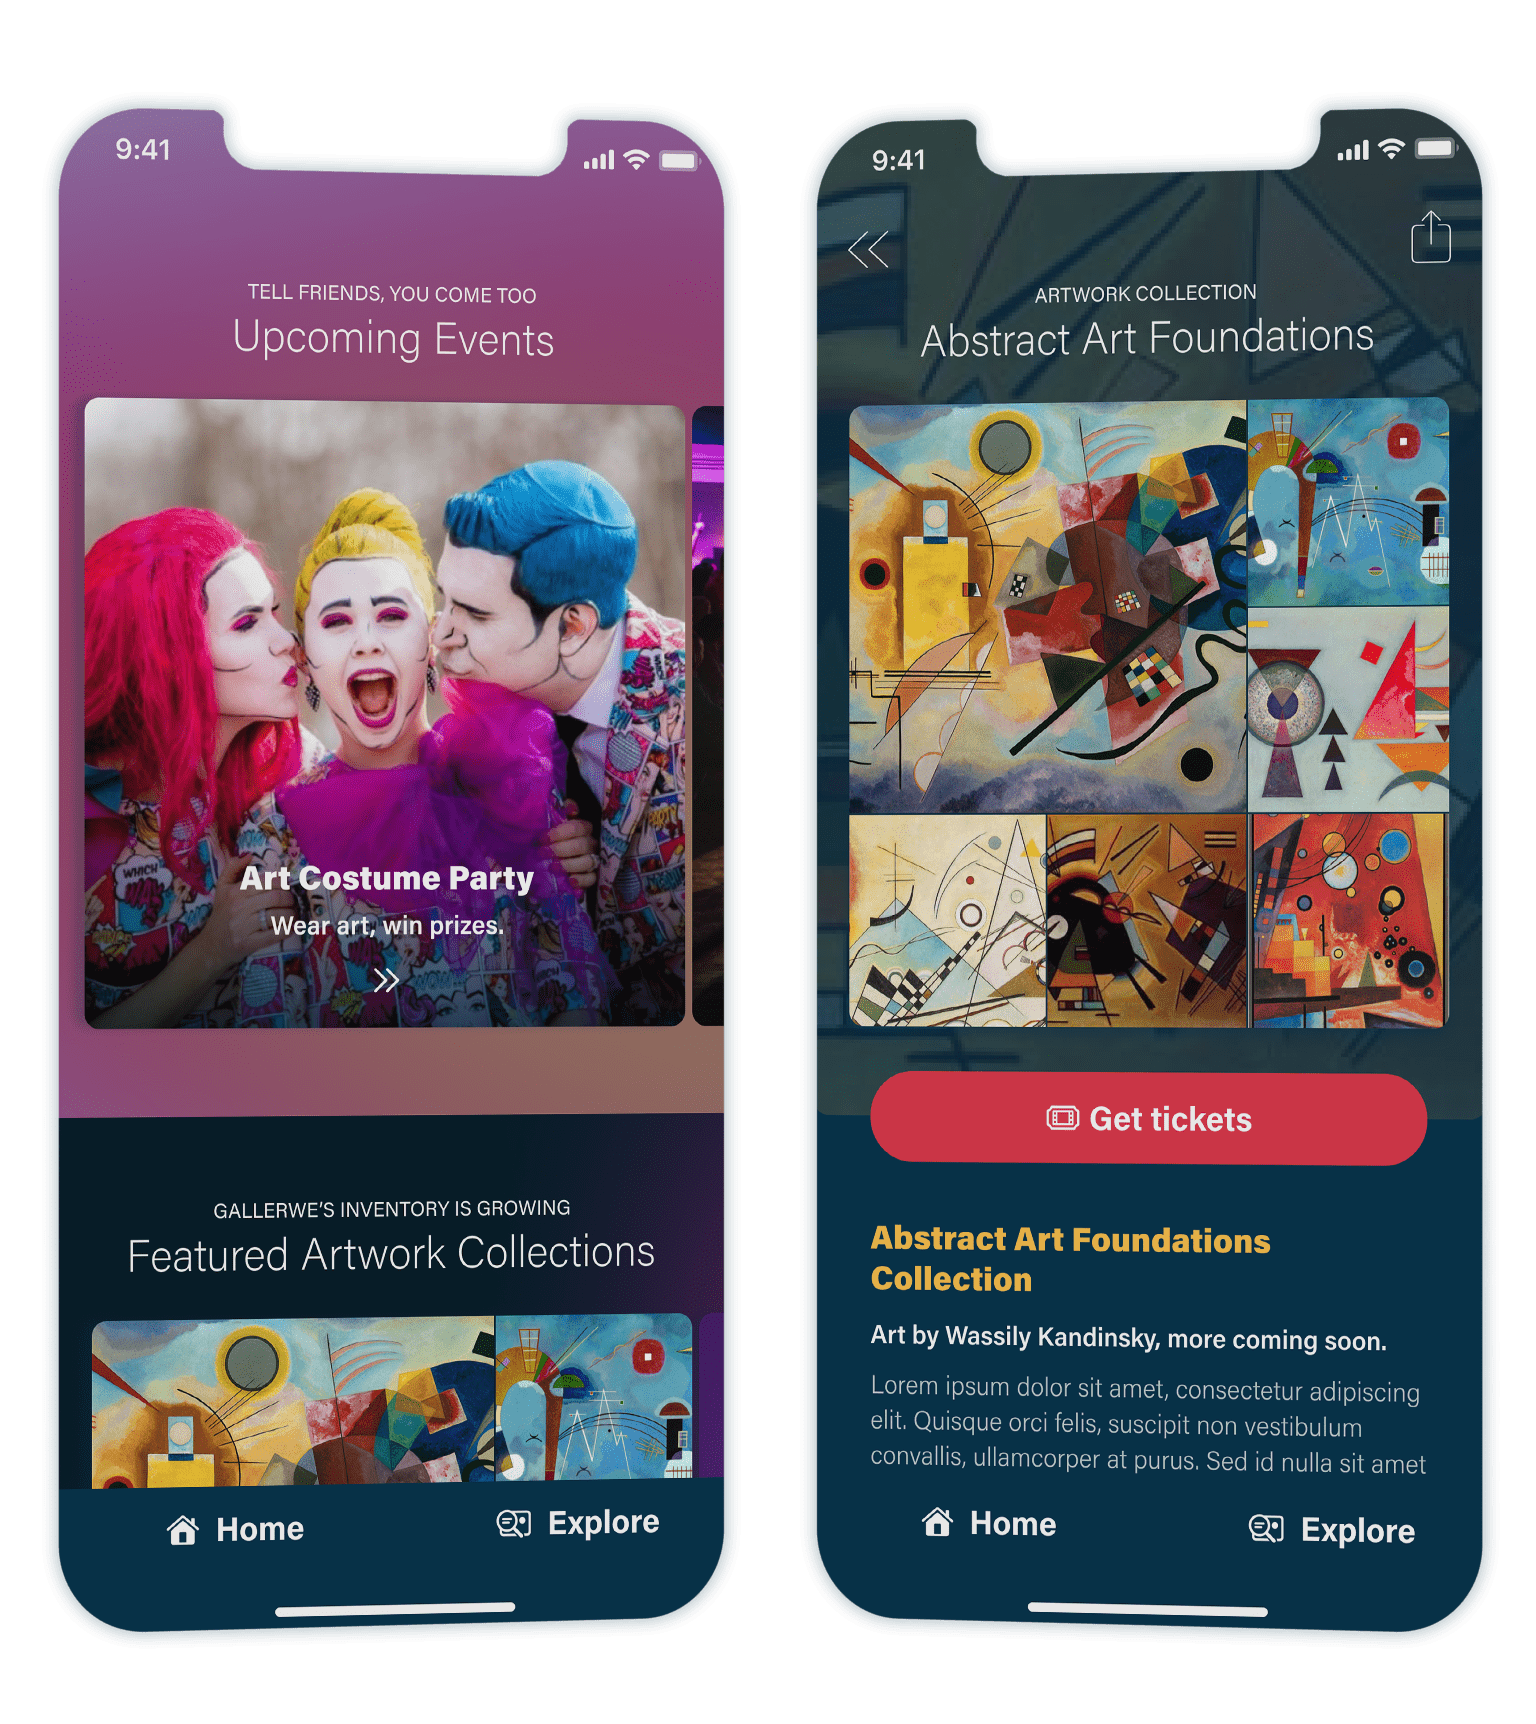 9:41
TELL FRIENDS, YOU COME TOO
Upcoming Events
WHICH
Art Costume Party
Wear art, win prizes.
GALLERWE'S INVENTORY IS GROWING
Featured Artwork Collections
Home
Explore
9:41
ARTWORK COLLECTION
Abstract Art Foundations
Get tickets
Abstract Art Foundations
Collection
Art by Wassily Kandinsky, more coming soon.
Lorem ipsum dolor sit amet, consectetur adipiscing
elit. Quisque orci felis, suscipit non vestibulum
convallis, ullamcorper at purus. Sed id nulla sit amet
Home
Explore